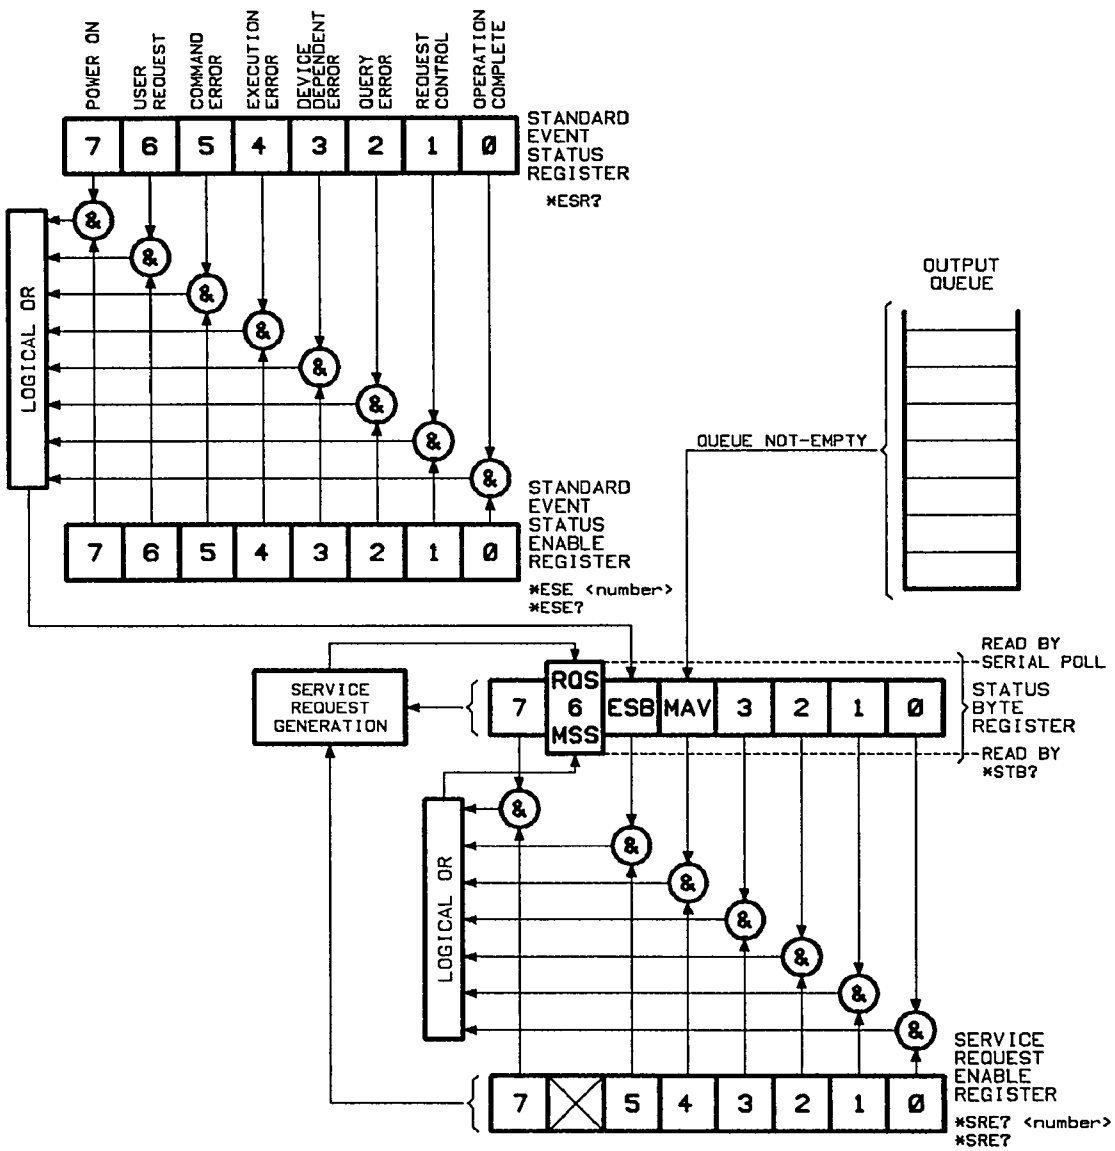 POWER ON
USER
REQUEST
COMMAND
ERROR
EXECUTION
ERROR
DEVICE
DEPENDENT
ERROR
QUERY
ERROR
REQUEST
CONTROL
OPERATION
COMPLETE
7 6 5 4 3 2 1 0
STANDARD
EVENT
STATUS
REGISTER
*ESR?
&
&
&
&
&
&
&
&
LOGICAL OR
OUTPUT
QUEUE
QUEUE NOT-EMPTY
7 6 5 4 3 2 1 0
STANDARD
EVENT
STATUS
ENABLE
REGISTER
*ESE <number>
*ESE?
READ BY
SERIAL POLL
SERVICE
REQUEST
GENERATION
7 RQS 6 MSS ESB MAV 3 2 1 0
STATUS
BYTE
REGISTER
READ BY
*STB?
&
&
&
&
&
&
&
LOGICAL OR
7 5 4 3 2 1 0
SERVICE
REQUEST
ENABLE
REGISTER
*SRE? <number>
*SRE?